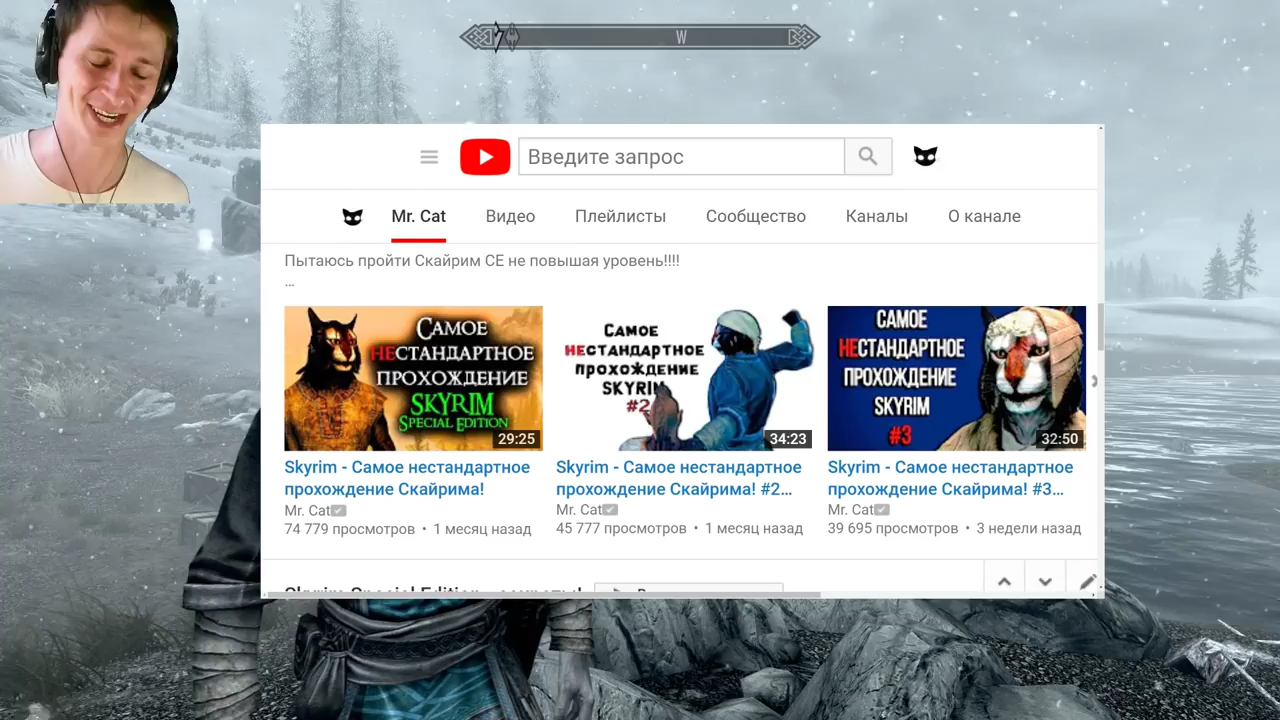 W
Введите запрос
Mr. Cat Видео Плейлисты Сообщество Каналы О канале
Пытаюсь пройти Скайрим СЕ не повышая уровень!!!!
...
САМОЕ
НЕСТАНДАРТНОЕ
ПРОХОЖДЕНИЕ
SKYRIM
SPECIAL EDITION
29:25
САМОЕ
НЕСТАНДАРТНОЕ
ПРОХОЖДЕНИЕ
SKYRIM
#2
34:23
САМОЕ
НЕСТАНДАРТНОЕ
ПРОХОЖДЕНИЕ
SKYRIM
#3
32:50
Skyrim - Самое нестандартное
прохождение Скайрима!
Mr. Cat
74 779 просмотров • 1 месяц назад
Skyrim - Самое нестандартное
прохождение Скайрима! #2...
Mr. Cat
45 777 просмотров • 1 месяц назад
Skyrim - Самое нестандартное
прохождение Скайрима! #3...
Mr. Cat
39 695 просмотров • 3 недели назад
Skyrim Special Edition